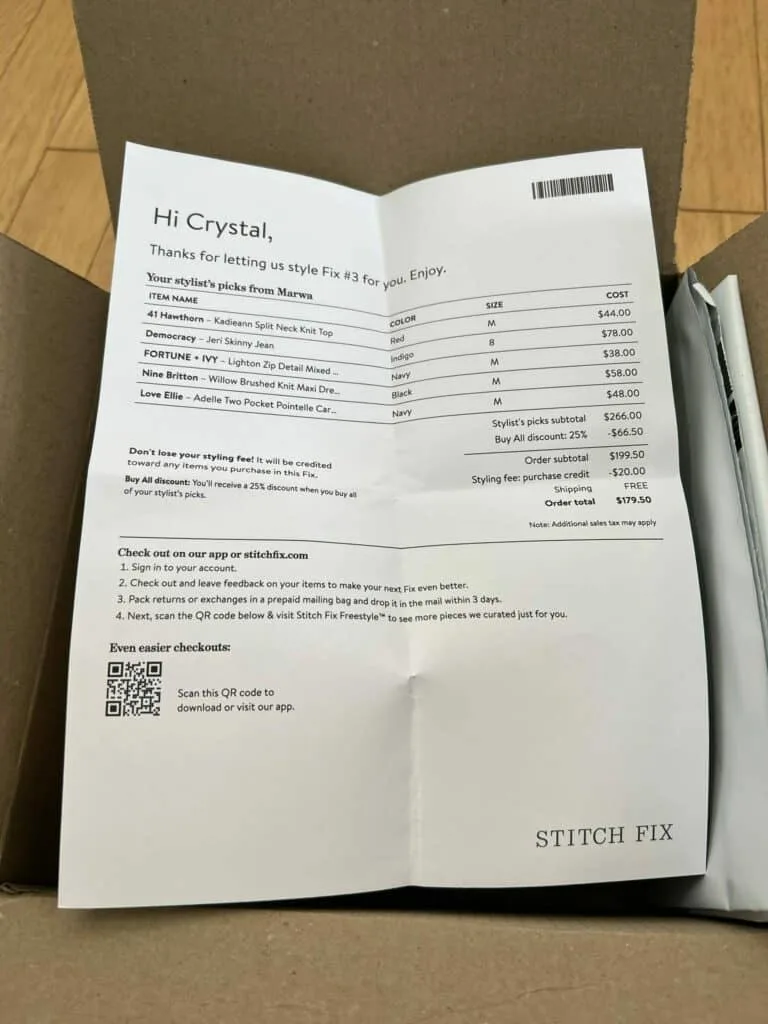 Hi Crystal,
Thanks for letting us style Fix #3 for you. Enjoy.
Your stylist's picks from Marwa
ITEM NAME COLOR SIZE COST
41 Hawthorn – Kadieann Split Neck Knit Top Red M $44.00
Democracy – Jeri Skinny Jean Indigo 8 $78.00
FORTUNE + IVY – Lighton Zip Detail Mixed ... Navy M $38.00
Nine Britton – Willow Brushed Knit Maxi Dre... Black M $58.00
Love Ellie – Adelle Two Pocket Pointelle Car... Navy M $48.00
Stylist's picks subtotal $266.00
Buy All discount: 25% -$66.50
Order subtotal $199.50
Styling fee: purchase credit -$20.00
Shipping FREE
Order total $179.50
Note: Additional sales tax may apply
Don't lose your styling fee! It will be credited
toward any items you purchase in this Fix.
Buy All discount: You'll receive a 25% discount when you buy all
of your stylist's picks.
Check out on our app or stitchfix.com
1. Sign in to your account.
2. Check out and leave feedback on your items to make your next Fix even better.
3. Pack returns or exchanges in a prepaid mailing bag and drop it in the mail within 3 days.
4. Next, scan the QR code below & visit Stitch Fix Freestyle™ to see more pieces we curated just for you.
Even easier checkouts:
Scan this QR code to
download or visit our app.
STITCH FIX